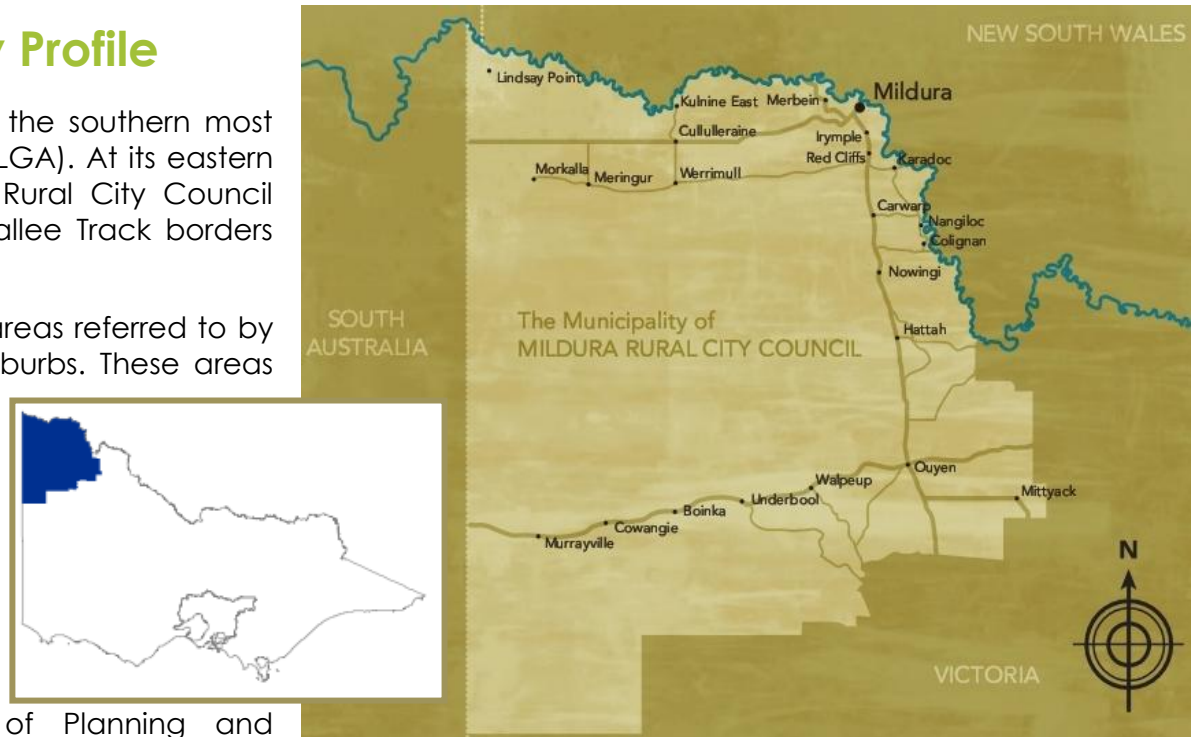 y Profile
the southern most
LGA). At its eastern
Rural City Council
allee Track borders
areas referred to by
burbs. These areas
of Planning and
NEW SOUTH WALES
Lindsay Point
Kulnine East
Merbein
Mildura
Cullulleraine
Irymple
Red Cliffs
Karadoc
Morkalla
Meringur
Werrimull
Carwarp
Nangiloc
Colignan
Nowingi
SOUTH
AUSTRALIA
The Municipality of
MILDURA RURAL CITY COUNCIL
Hattah
Ouyen
Walpeup
Mittyack
Underbool
Boinka
Cowangie
Murrayville
N
VICTORIA